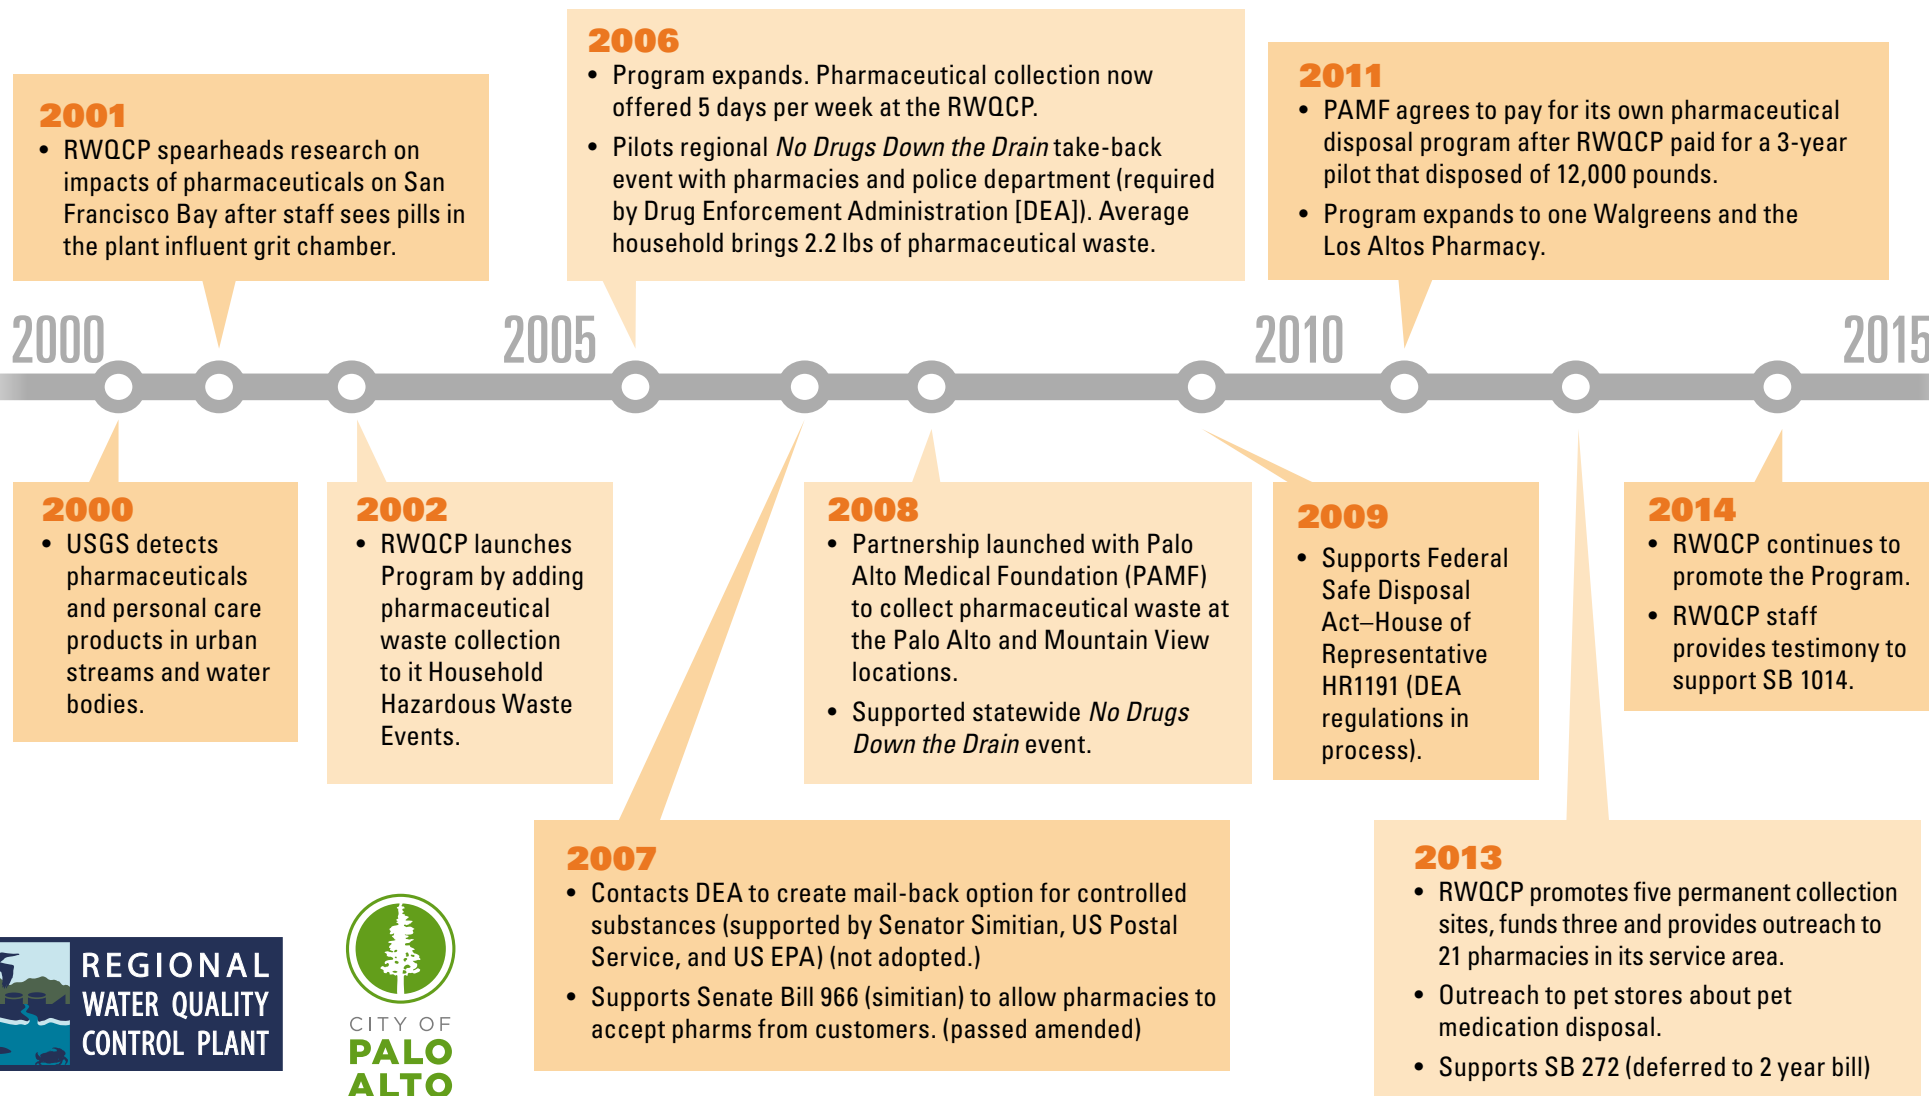 2001
• RWQCP spearheads research on
impacts of pharmaceuticals on San
Francisco Bay after staff sees pills in
the plant influent grit chamber.
2006
• Program expands. Pharmaceutical collection now
offered 5 days per week at the RWQCP.
• Pilots regional No Drugs Down the Drain take-back
event with pharmacies and police department (required
by Drug Enforcement Administration [DEA]). Average
household brings 2.2 lbs of pharmaceutical waste.
2011
• PAMF agrees to pay for its own pharmaceutical
disposal program after RWQCP paid for a 3-year
pilot that disposed of 12,000 pounds.
• Program expands to one Walgreens and the
Los Altos Pharmacy.
2000
2005
2010
2015
2000
• USGS detects
pharmaceuticals
and personal care
products in urban
streams and water
bodies.
2002
• RWQCP launches
Program by adding
pharmaceutical
waste collection
to it Household
Hazardous Waste
Events.
2008
• Partnership launched with Palo
Alto Medical Foundation (PAMF)
to collect pharmaceutical waste at
the Palo Alto and Mountain View
locations.
• Supported statewide No Drugs
Down the Drain event.
2009
• Supports Federal
Safe Disposal
Act–House of
Representative
HR1191 (DEA
regulations in
process).
2014
• RWQCP continues to
promote the Program.
• RWQCP staff
provides testimony to
support SB 1014.
2007
• Contacts DEA to create mail-back option for controlled
substances (supported by Senator Simitian, US Postal
Service, and US EPA) (not adopted.)
• Supports Senate Bill 966 (simitian) to allow pharmacies to
accept pharms from customers. (passed amended)
2013
• RWQCP promotes five permanent collection
sites, funds three and provides outreach to
21 pharmacies in its service area.
• Outreach to pet stores about pet
medication disposal.
• Supports SB 272 (deferred to 2 year bill)
REGIONAL
WATER QUALITY
CONTROL PLANT
CITY OF
PALO
ALTO